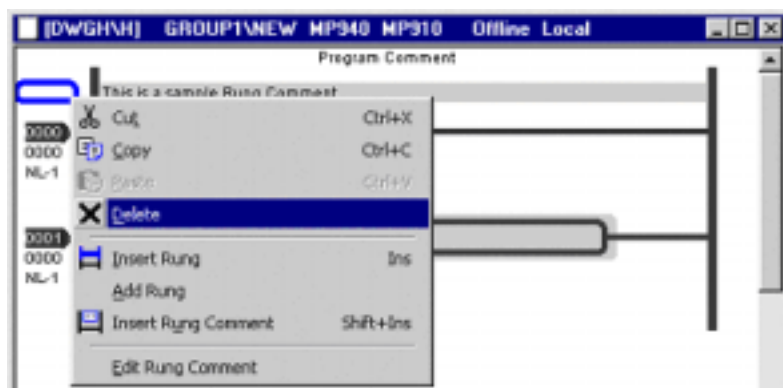 [DWGH\H] GROUP1\NEW MP940 MP910 Offline Local
Program Comment
This is a sample Rung Comment
Cut Ctrl+X
0000
Copy Ctrl+C
0000
NL-1
Paste Ctrl+V
Delete
0001
0000
Insert Rung Ins
NL-1
Add Rung
Insert Rung Comment Shift+Ins
Edit Rung Comment